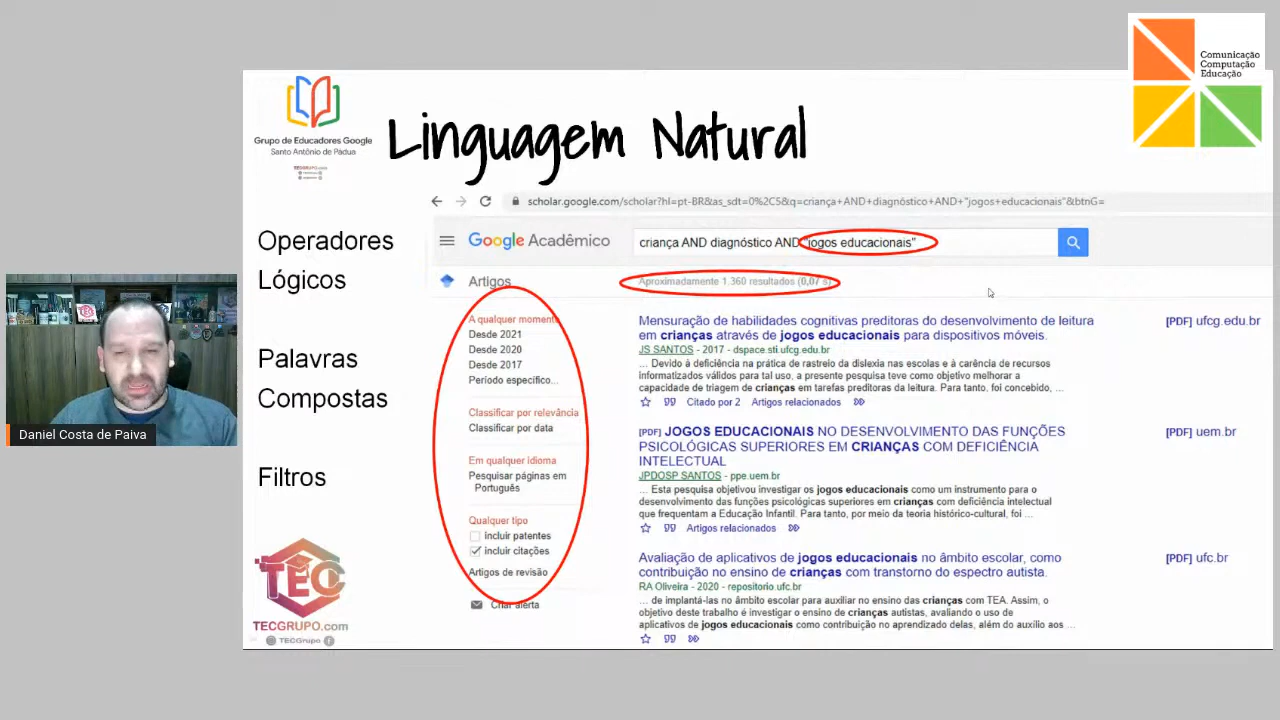 Comunicação
Computação
Educação
Grupo de Educadores Google
Santo Antônio de Pádua
TECGRUPO.com
Linguagem Natural
scholar.google.com/scholar?hl=pt-BR&as_sdt=0%2C5&q=criança+AND+diagnóstico+AND+"jogos+educacionais"&btnG=
Google Acadêmico
criança AND diagnóstico AND "jogos educacionais"
Artigos
Aproximadamente 1.360 resultados (0,07 s)
Operadores
Lógicos
Palavras
Compostas
Filtros
A qualquer momento
Desde 2021
Desde 2020
Desde 2017
Período específico...
Classificar por relevância
Classificar por data
Em qualquer idioma
Pesquisar páginas em
Português
Qualquer tipo
incluir patentes
incluir citações
Artigos de revisão
Criar alerta
Mensuração de habilidades cognitivas preditoras do desenvolvimento de leitura
em crianças através de jogos educacionais para dispositivos móveis.
JS SANTOS - 2017 - dspace.sti.ufcg.edu.br
... Devido à deficiência na prática de rastreio da dislexia nas escolas e à carência de recursos
informatizados válidos para tal uso, a presente pesquisa teve como objetivo melhorar a
capacidade de triagem de crianças em tarefas preditoras da leitura. Para tanto, foi concebido, ...
Citado por 2 Artigos relacionados
[PDF] ufcg.edu.br
[PDF] JOGOS EDUCACIONAIS NO DESENVOLVIMENTO DAS FUNÇÕES
PSICOLÓGICAS SUPERIORES EM CRIANÇAS COM DEFICIÊNCIA
INTELECTUAL
JPDOSP SANTOS - ppe.uem.br
... Esta pesquisa objetivou investigar os jogos educacionais como um instrumento para o
desenvolvimento das funções psicológicas superiores em crianças com deficiência intelectual
que frequentam a Educação Infantil. Para tanto, por meio da teoria histórico-cultural, foi ...
Artigos relacionados
[PDF] uem.br
Avaliação de aplicativos de jogos educacionais no âmbito escolar, como
contribuição no ensino de crianças com transtorno do espectro autista.
RA Oliveira - 2020 - repositorio.ufc.br
... de implantá-las no âmbito escolar para auxiliar no ensino das crianças com TEA. Assim, o
objetivo deste trabalho é investigar o ensino de crianças autistas, avaliando o uso de
aplicativos de jogos educacionais como contribuição no aprendizado delas, além do auxílio aos ...
[PDF] ufc.br
Daniel Costa de Paiva
TEC
TECGRUPO.com
TECGrupo